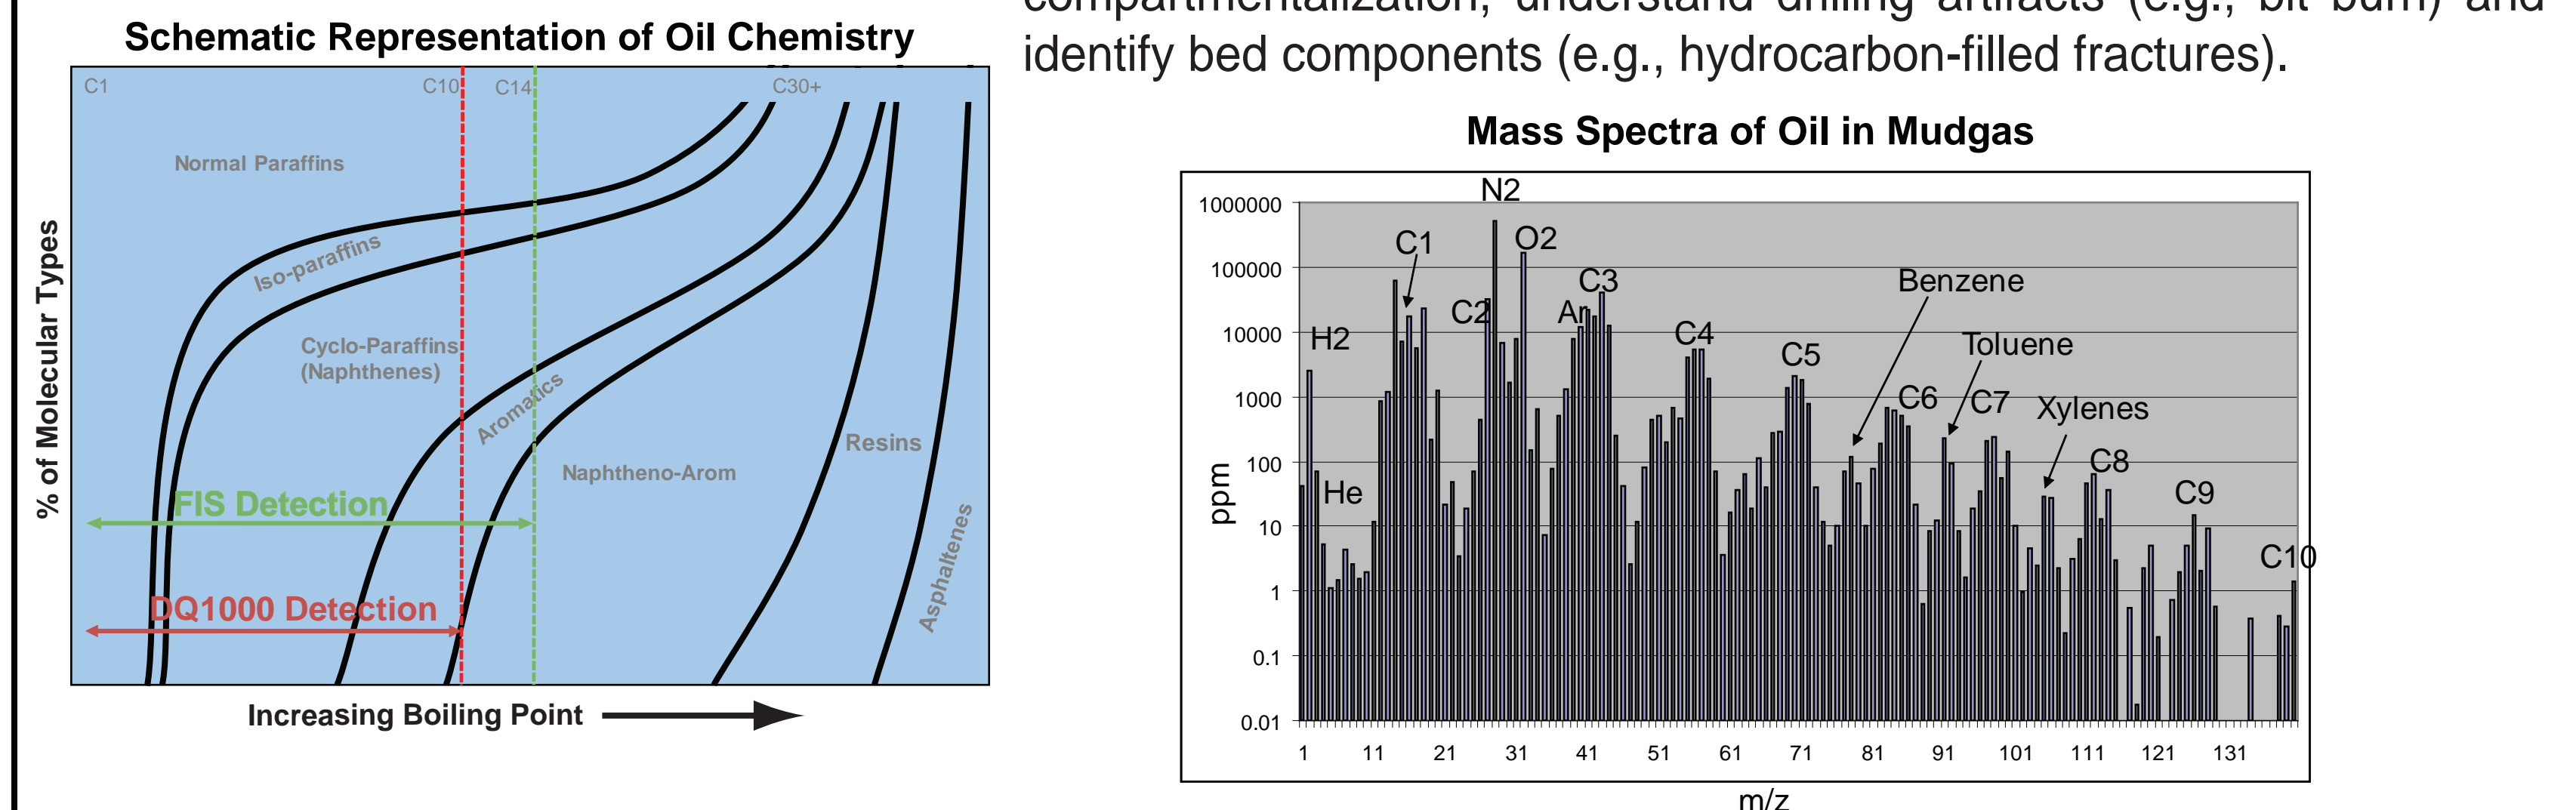 compartmentalization, understand drilling artifacts (e.g., bit burn) and
identify bed components (e.g., hydrocarbon-filled fractures).
Schematic Representation of Oil Chemistry
C1 C10 C14 C30+
Normal Paraffins
Iso-paraffins
Cyclo-Paraffins
(Naphthenes)
Aromatics
Naphtheno-Arom
Resins
Asphaltenes
FIS Detection
DQ1000 Detection
% of Molecular Types
Increasing Boiling Point
Mass Spectra of Oil in Mudgas
ppm
1000000
100000
10000
1000
100
10
1
0.1
0.01
H2
He
C1
C2
N2
O2
Ar
C3
C4
C5
Benzene
C6
Toluene
C7
Xylenes
C8
C9
C10
1 11 21 31 41 51 61 71 81 91 101 111 121 131
m/z